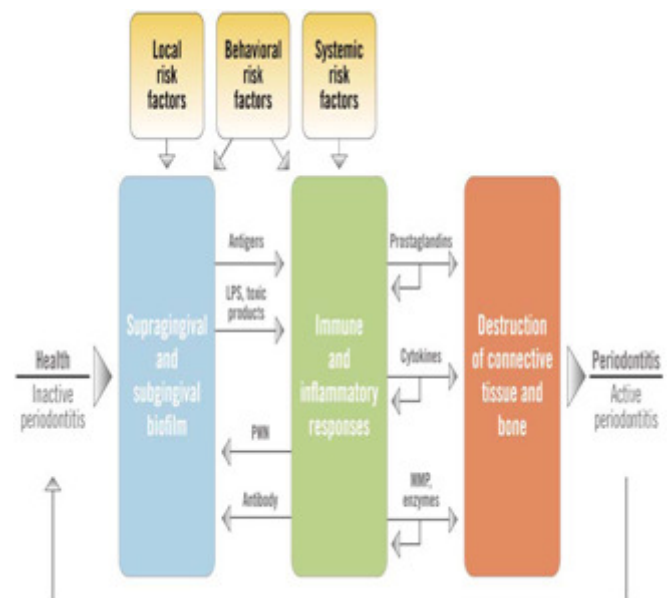 Local
risk
factors
Behavioral
risk
factors
Systemic
risk
factors
Antigers
Prostaglandins
LPS, toxic
products
Supragingival
and
subgingival
biofilm
Immune
and
inflammatory
responses
Destruction
of connective
tissue and
bone
Health
Inactive
periodontitis
Cytokines
Periodontitis
Active
periodontitis
PMN
Antibody
MMP,
enzymes